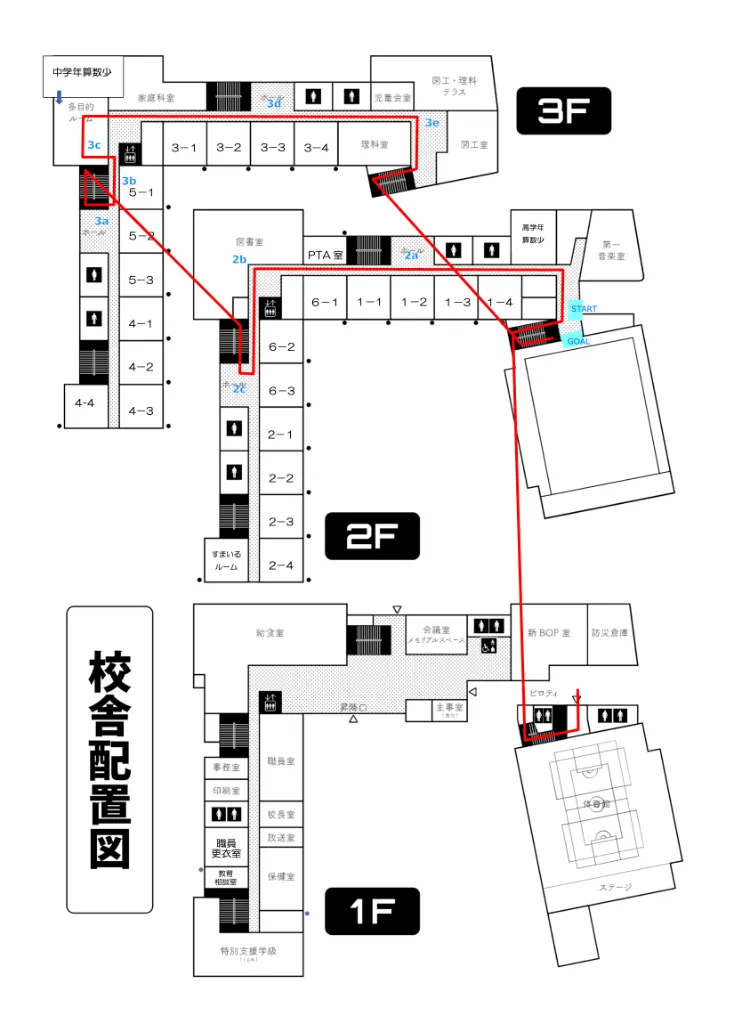 中学年算数少
多目的
ルーム
家庭科室
ホール
3d
児童会室
図工・理科
テラス
3F
3c
3e
3－1
3－2
3－3
3－4
理科室
図工室
3b
5－1
3a
ホール
5－2
5－3
4－1
4－2
4-4
4－3
図書室
2b
PTA室
ホール
2a
高学年
算数少
第一
音楽室
6－1
1－1
1－2
1－3
1－4
START
GOAL
6－2
ホール
2c
6－3
2－1
2－2
2－3
すまいる
ルーム
2－4
2F
校舎配置図
給食室
会議室
メモリアルスペース
新BOP室
防災倉庫
昇降口
主事室
ピロティ
事務室
職員室
印刷室
校長室
職員
更衣室
放送室
教育
相談室
保健室
体育館
ステージ
1F
特別支援学級